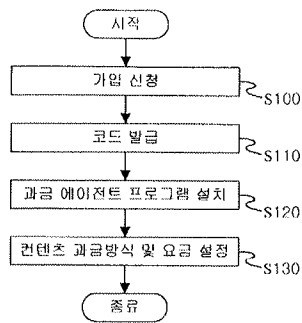 시작
가입 신청
S100
코드 발급
S110
과금 에이전트 프로그램 설치
S120
컨텐츠 과금방식 및 요금 설정
S130
종료